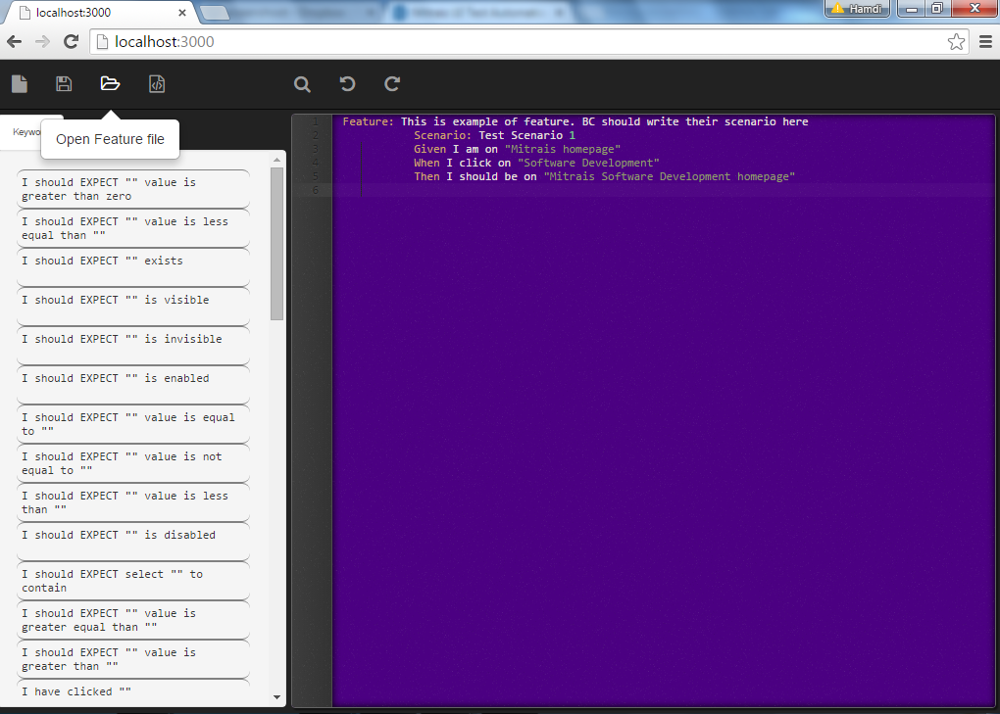 localhost:3000
Hamdi
localhost:3000
Open Feature file
Keywo
I should EXPECT "" value is
greater than zero
I should EXPECT "" value is less
equal than ""
I should EXPECT "" exists
I should EXPECT "" is visible
I should EXPECT "" is invisible
I should EXPECT "" is enabled
I should EXPECT "" value is equal
to ""
I should EXPECT "" value is not
equal to ""
I should EXPECT "" value is less
than ""
I should EXPECT "" is disabled
I should EXPECT select "" to
contain
I should EXPECT "" value is
greater equal than ""
I should EXPECT "" value is
greater than ""
I have clicked ""
1 Feature: This is example of feature. BC should write their scenario here
2 Scenario: Test Scenario 1
3 Given I am on "Mitrais homepage"
4 When I click on "Software Development"
5 Then I should be on "Mitrais Software Development homepage"
6